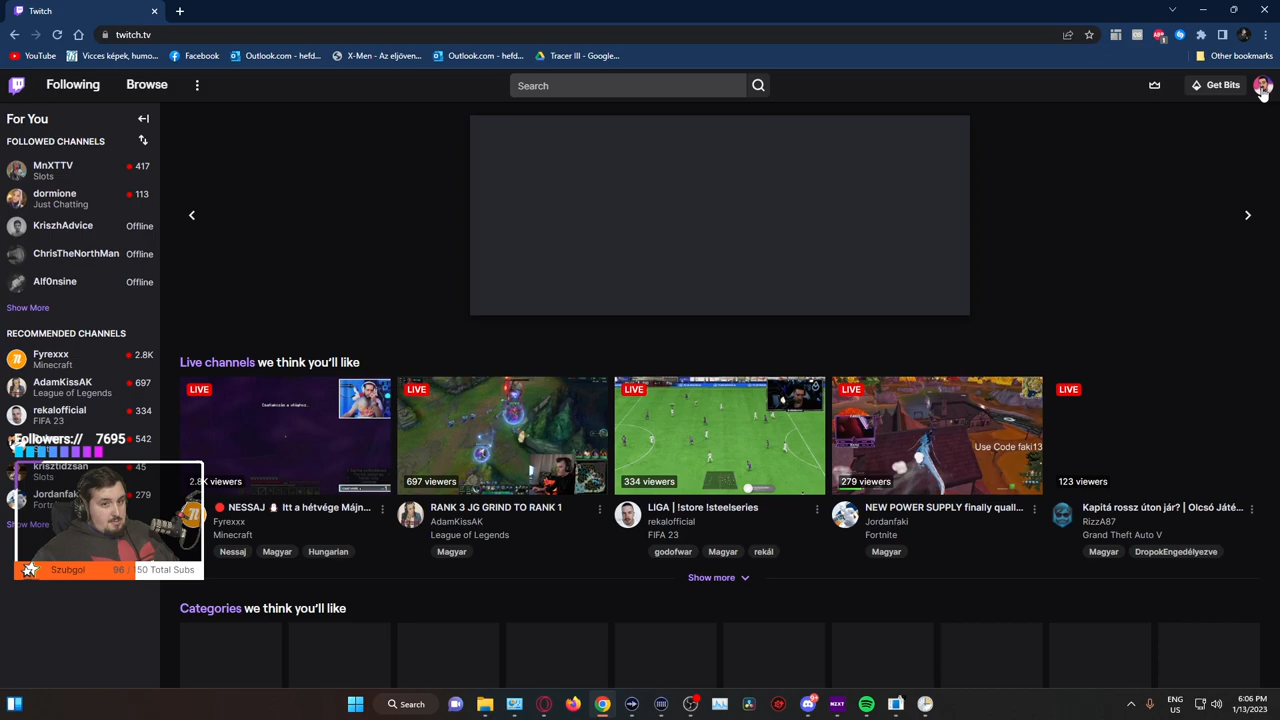 Twitch
twitch.tv
YouTube
Vicces képek, humo...
Facebook
Outlook.com - hefd...
X-Men - Az eljöven...
Outlook.com - hefd...
Tracer III - Google...
Other bookmarks
Following
Browse
Search
Get Bits
For You
FOLLOWED CHANNELS
MnXTTV
417
Slots
dormione
113
Just Chatting
KriszhAdvice
Offline
ChrisTheNorthMan
Offline
Alf0nsine
Offline
Show More
RECOMMENDED CHANNELS
Fyrexxx
2.8K
Minecraft
AdamKissAK
697
League of Legends
rekalofficial
334
FIFA 23
Followers://
7695
542
krisztidzsan
45
Slots
Jordanfak
279
Show More
Szubgol
96 / 150 Total Subs
Live channels we think you'll like
LIVE
2.8K viewers
NESSAJ Itt a hétvége Májn...
Fyrexxx
Minecraft
Nessaj
Magyar
Hungarian
LIVE
697 viewers
RANK 3 JG GRIND TO RANK 1
AdamKissAK
League of Legends
Magyar
LIVE
334 viewers
LIGA | !store !steelseries
rekalofficial
FIFA 23
godofwar
Magyar
rekál
LIVE
Use Code faki13
279 viewers
NEW POWER SUPPLY finally quall...
Jordanfaki
Fortnite
Magyar
LIVE
123 viewers
Kapitá rossz úton jár? | Olcsó Játé...
RizzA87
Grand Theft Auto V
Magyar
DropokEngedélyezve
Show more
Categories we think you'll like
Search
ENG
US
6:06 PM
1/13/2023